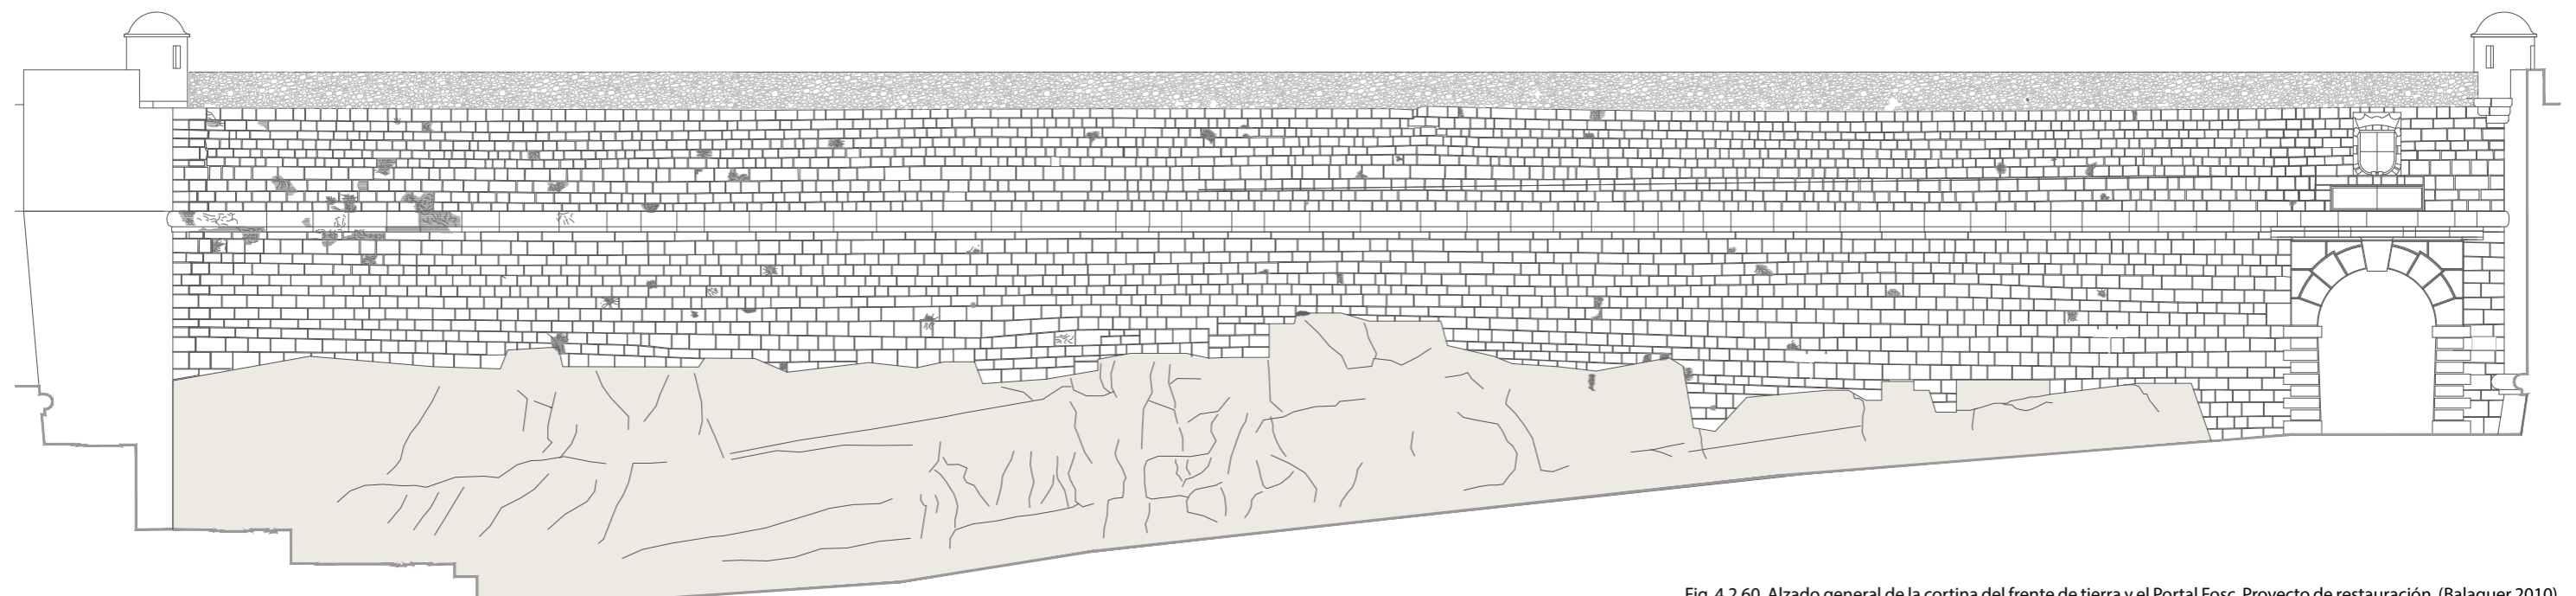 Fig. 4.2.60. Alzado general de la cortina del frente de tierra y el Portal Fosc. Proyecto de restauración. (Balaguer 2010)